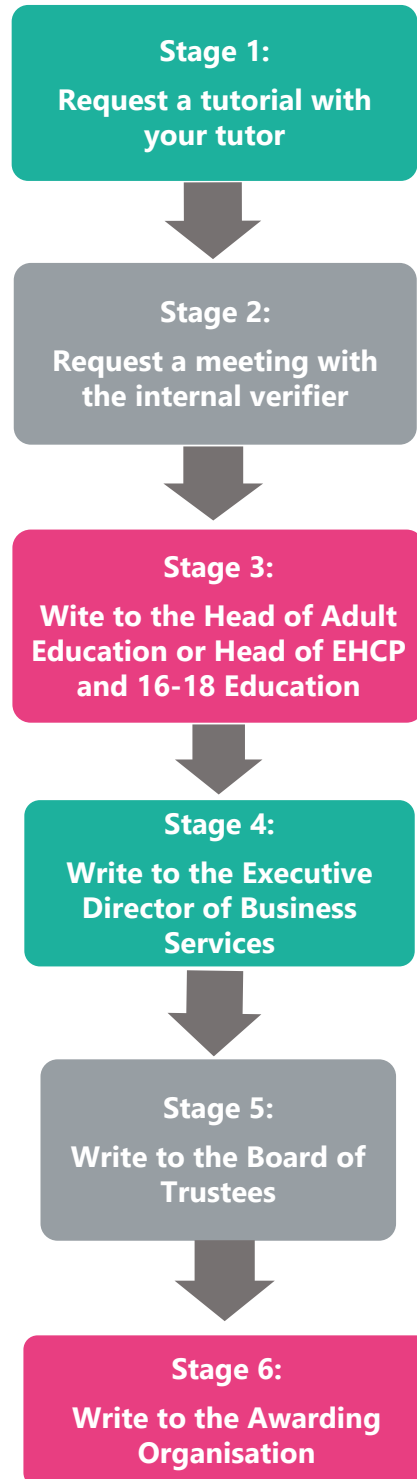 Stage 1:
Request a tutorial with
your tutor
Stage 2:
Request a meeting with
the internal verifier
Stage 3:
Wite to the Head of Adult
Education or Head of EHCP
and 16-18 Education
Stage 4:
Write to the Executive
Director of Business
Services
Stage 5:
Write to the Board of
Trustees
Stage 6:
Write to the Awarding
Organisation